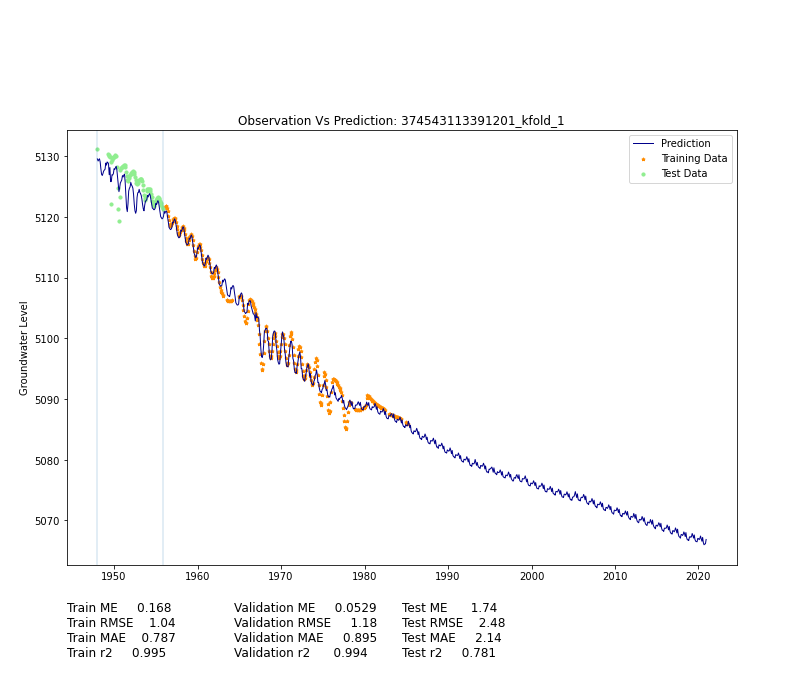 Observation Vs Prediction: 374543113391201_kfold_1
Prediction
Training Data
Test Data
Groundwater Level
5130
5120
5110
5100
5090
5080
5070
1950 1960 1970 1980 1990 2000 2010 2020
Train ME 0.168 Validation ME 0.0529 Test ME 1.74
Train RMSE 1.04 Validation RMSE 1.18 Test RMSE 2.48
Train MAE 0.787 Validation MAE 0.895 Test MAE 2.14
Train r2 0.995 Validation r2 0.994 Test r2 0.781